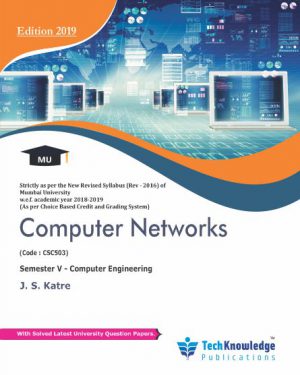 Edition 2019
MU
Strictly as per the New Revised Syllabus (Rev - 2016) of
Mumbai University
w.e.f. academic year 2018-2019
(As per Choice Based Credit and Grading System)
Computer Networks
(Code : CSC503)
Semester V - Computer Engineering
J. S. Katre
With Solved Latest University Question Papers.
TechKnowledge
Publications